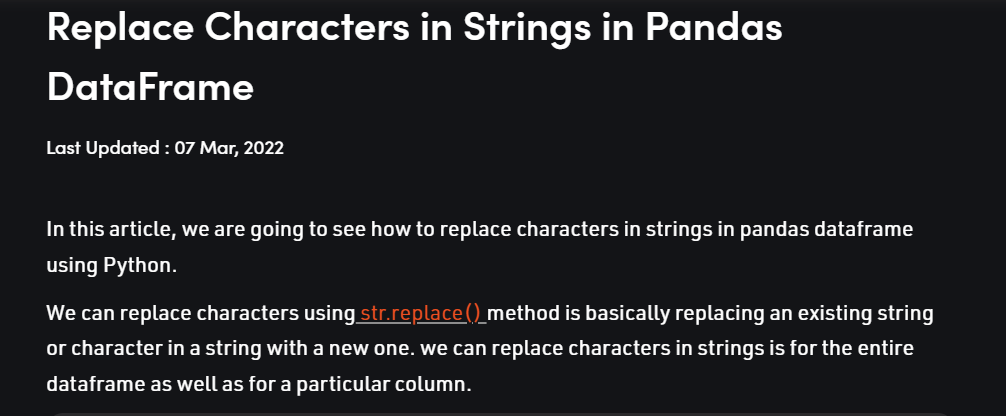 Replace Characters in Strings in Pandas
DataFrame
Last Updated : 07 Mar, 2022
In this article, we are going to see how to replace characters in strings in pandas dataframe
using Python.
We can replace characters using str.replace() method is basically replacing an existing string
or character in a string with a new one. we can replace characters in strings is for the entire
dataframe as well as for a particular column.